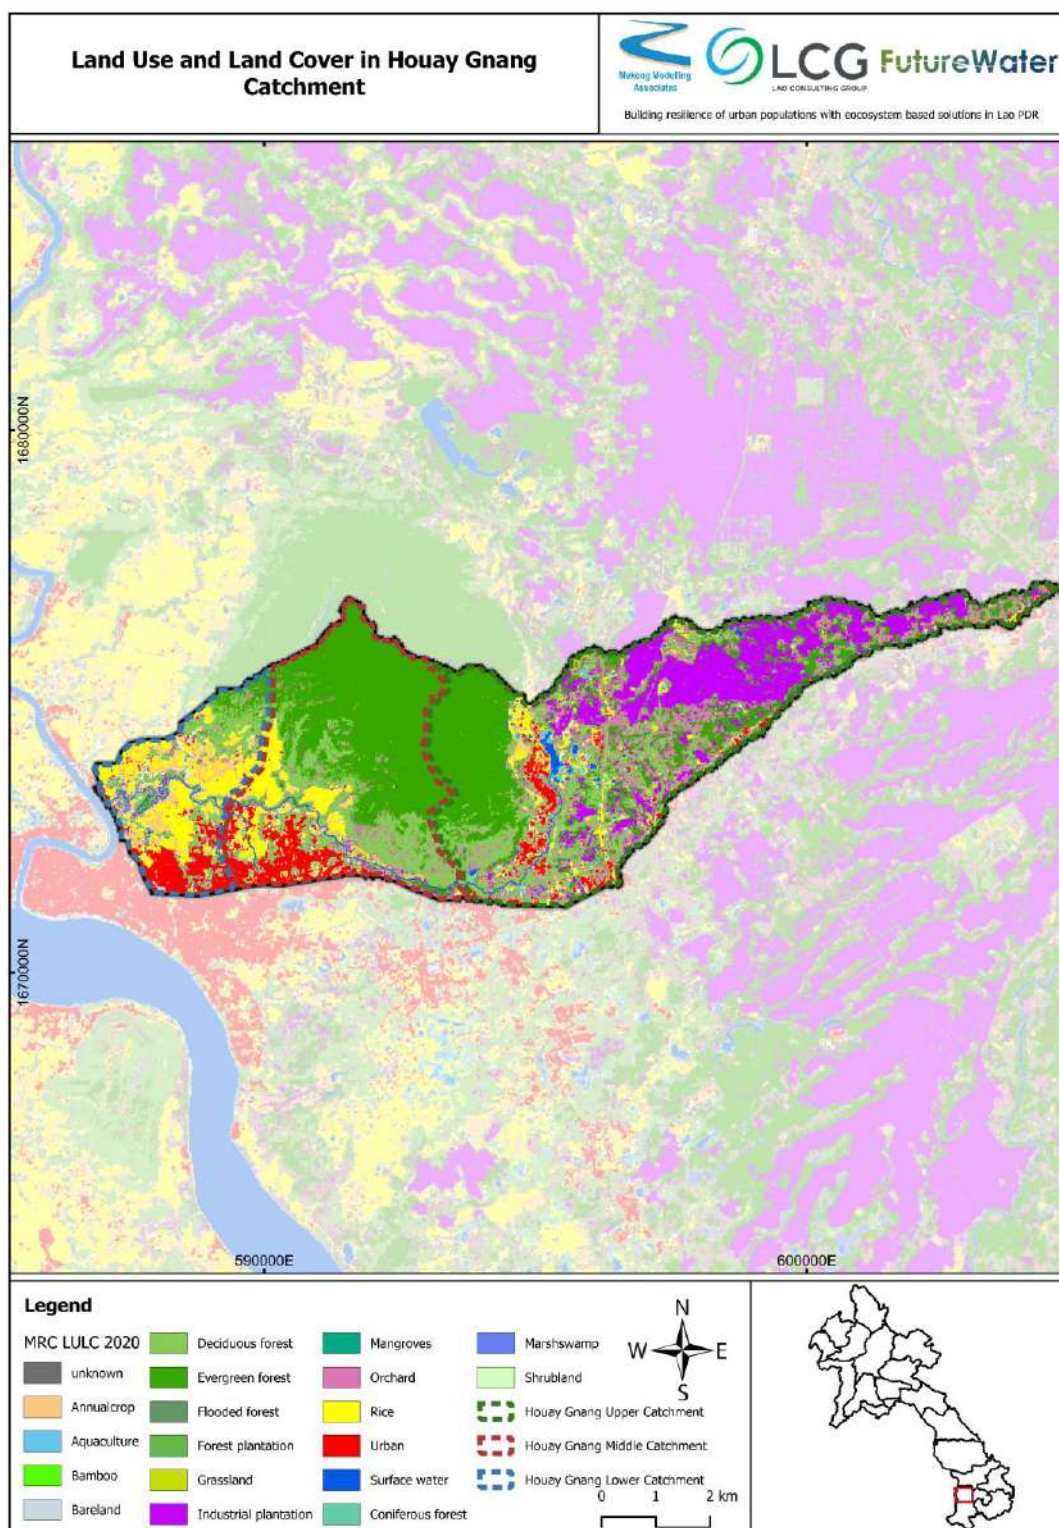 Land Use and Land Cover in Houay Gnang
Catchment
Mekong Modelling
Associates
LCG
LAO CONSULTING GROUP
FutureWater
Building resilience of urban populations with eocosystem based solutions in Lao PDR
1680000N
1670000N
590000E
600000E
Legend
MRC LULC 2020
unknown
Annualcrop
Aquaculture
Bamboo
Bareland
Deciduous forest
Evergreen forest
Flooded forest
Forest plantation
Grassland
Industrial plantation
Mangroves
Orchard
Rice
Urban
Surface water
Coniferous forest
Marshswamp
Shrubland
Houay Gnang Upper Catchment
Houay Gnang Middle Catchment
Houay Gnang Lower Catchment
N
W E
S
0 1 2 km